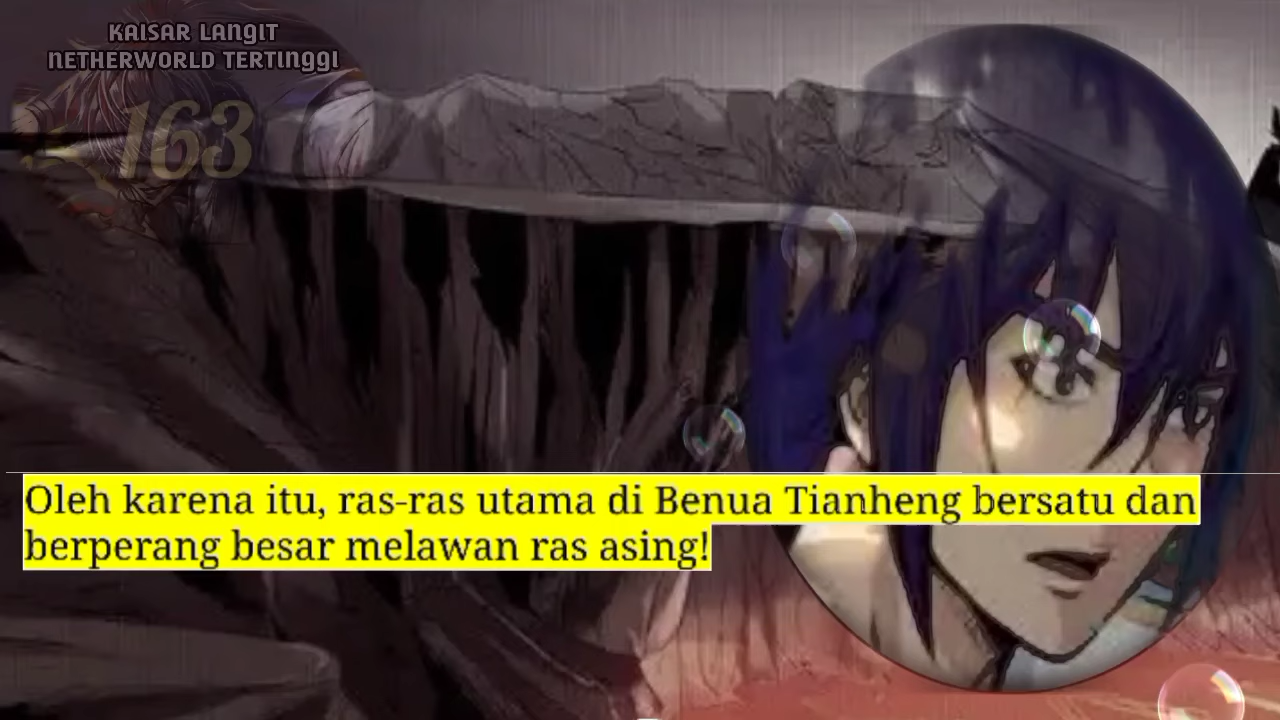 KAISAR LANGIT
NETHERWORLD TERTINGGI
163
Oleh karena itu, ras-ras utama di Benua Tianheng bersatu dan
berperang besar melawan ras asing!